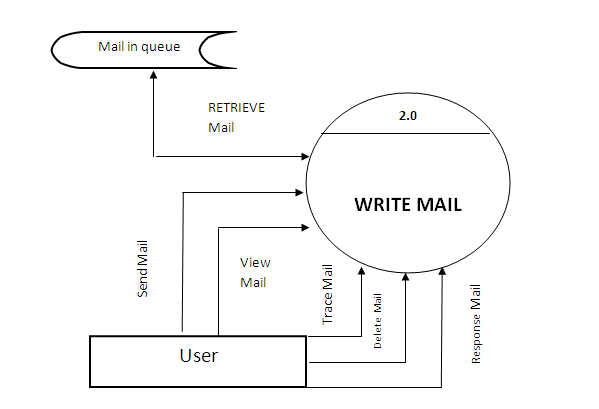 Mail in queue
RETRIEVE
Mail
2.0
WRITE MAIL
Send Mail
View
Mail
Trace Mail
Delete Mail
Response Mail
User